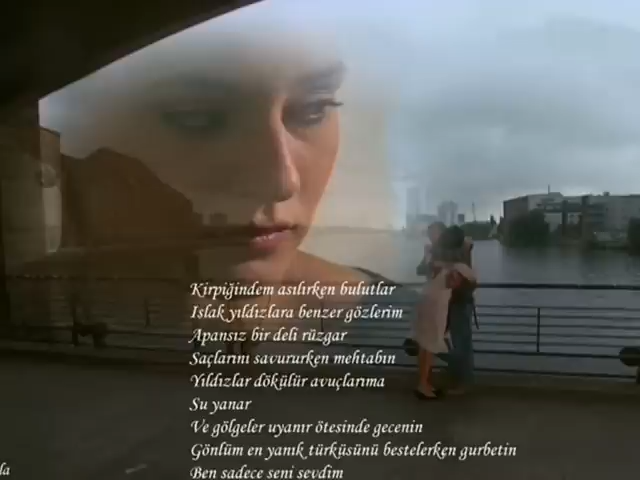 Kirpiğindem asılırken bulutlar
Islak yıldızlara benzer gözlerim
Apansız bir deli rüzgar
Saçlarını savururken mehtabın
Yıldızlar dökülür avuçlarıma
Su yanar
Ve gölgeler uyanır ötesinde gecenin
Gönlüm en yanık türküsünü bestelerken gurbetin
la
Ben sadece seni sevdim